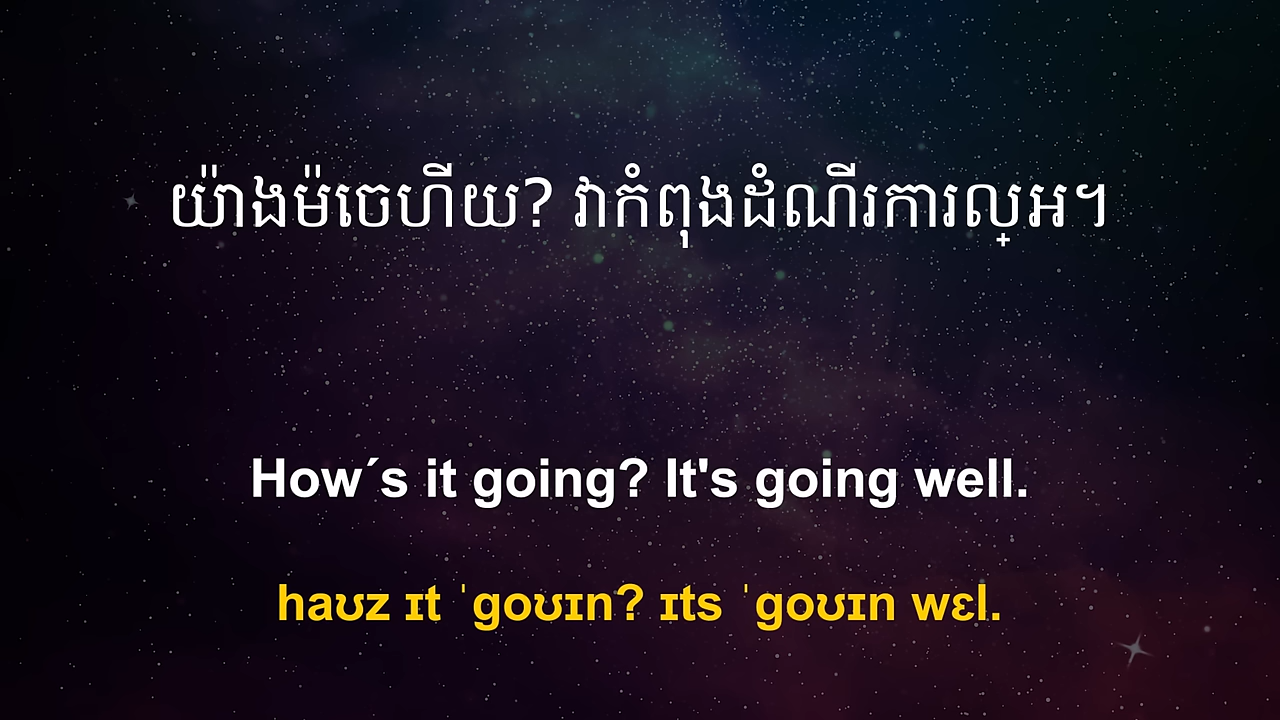 យ៉ាងម៉ចេហើយ? វាកំពុងដំណើរការល្អ។
How´s it going? It's going well.
haʊz ɪt ˈgoʊɪn? ɪts ˈgoʊɪn wɛl.